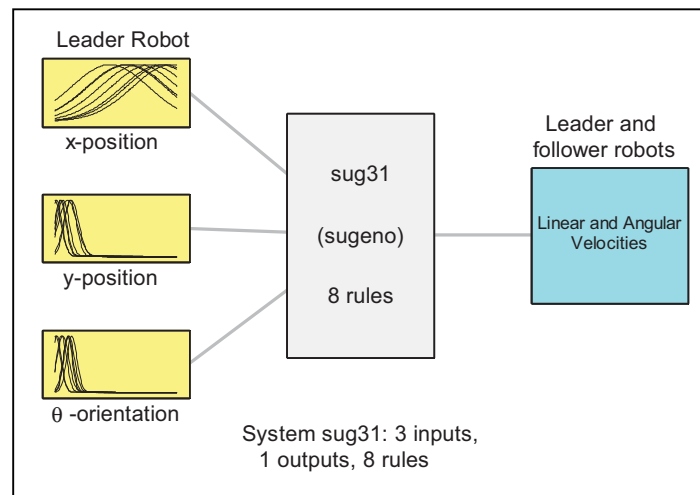 Leader Robot
x-position
y-position
θ -orientation
sug31
(sugeno)
8 rules
Leader and
follower robots
Linear and Angular
Velocities
System sug31: 3 inputs,
1 outputs, 8 rules